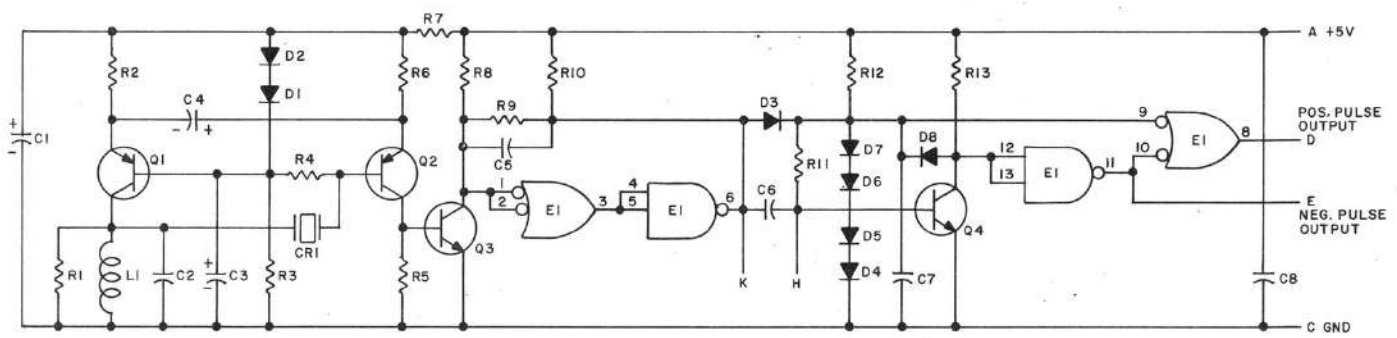 R7
A +5V
R2
D2
R6
R8
R10
R12
R13
D1
C4
- +
R9
D3
9
POS. PULSE
OUTPUT
+
C1
-
D8
E1
8
D
Q1
R4
Q2
C5
D7
12
10
R11
E1
11
1
C6
D6
13
2
E1
3
4
5
E1
6
E
NEG. PULSE
OUTPUT
CR1
Q3
D5
Q4
R1
L1
C2
+
C3
-
R3
R5
K
H
D4
C7
C8
C GND